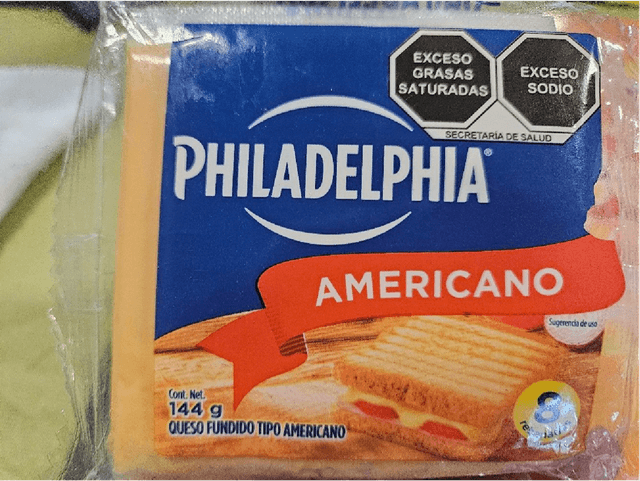 EXCESO
GRASAS
SATURADAS
EXCESO
SODIO
SECRETARÍA DE SALUD
PHILADELPHIA®
AMERICANO
Sugerencia de uso
Cont. Net.
144 g
QUESO FUNDIDO TIPO AMERICANO
8